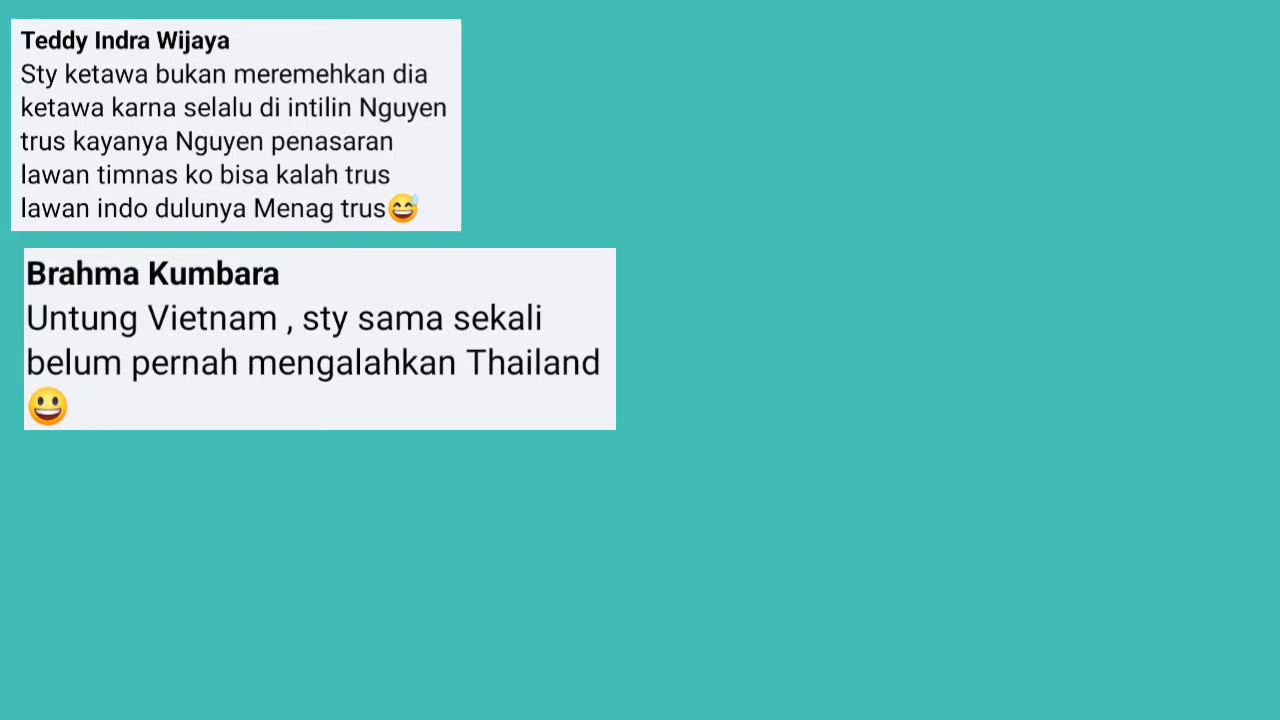 Teddy Indra Wijaya
Sty ketawa bukan meremehkan dia
ketawa karna selalu di intilin Nguyen
trus kayanya Nguyen penasaran
lawan timnas ko bisa kalah trus
lawan indo dulunya Menag trus😅
Brahma Kumbara
Untung Vietnam , sty sama sekali
belum pernah mengalahkan Thailand
😃